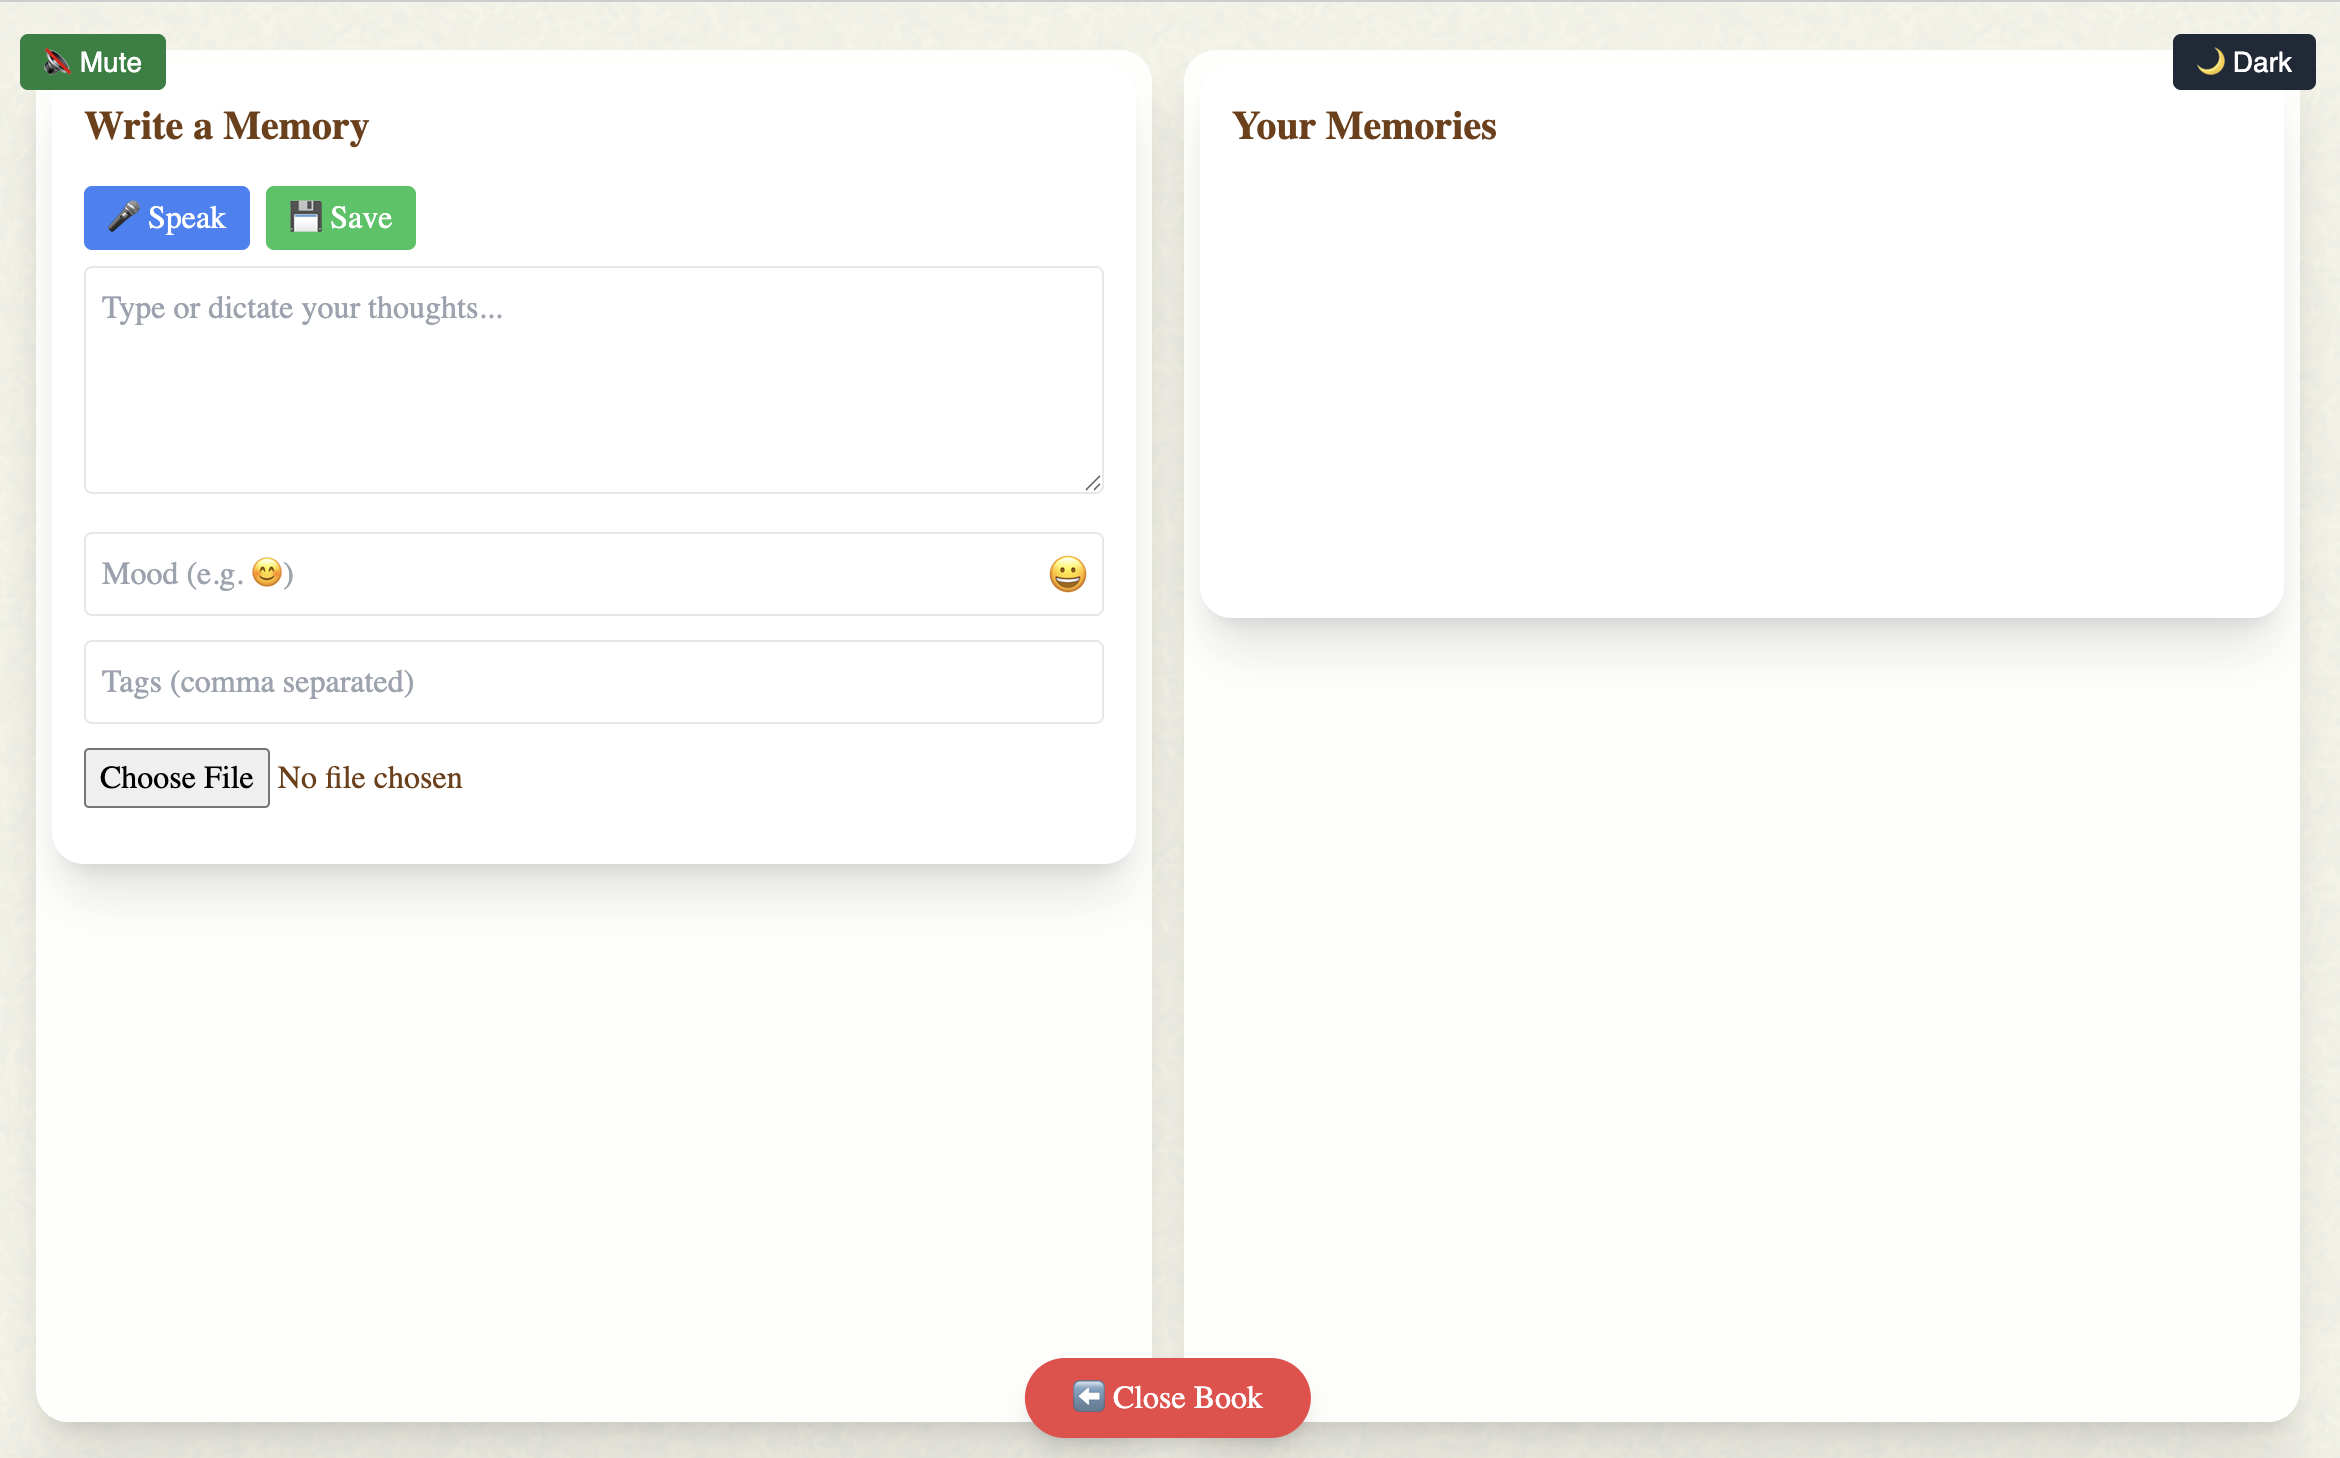 🔇 Mute
🌙 Dark
Write a Memory
🎤 Speak
💾 Save
Type or dictate your thoughts...
Mood (e.g. 😊)
😀
Tags (comma separated)
Choose File No file chosen
Your Memories
⬅️ Close Book